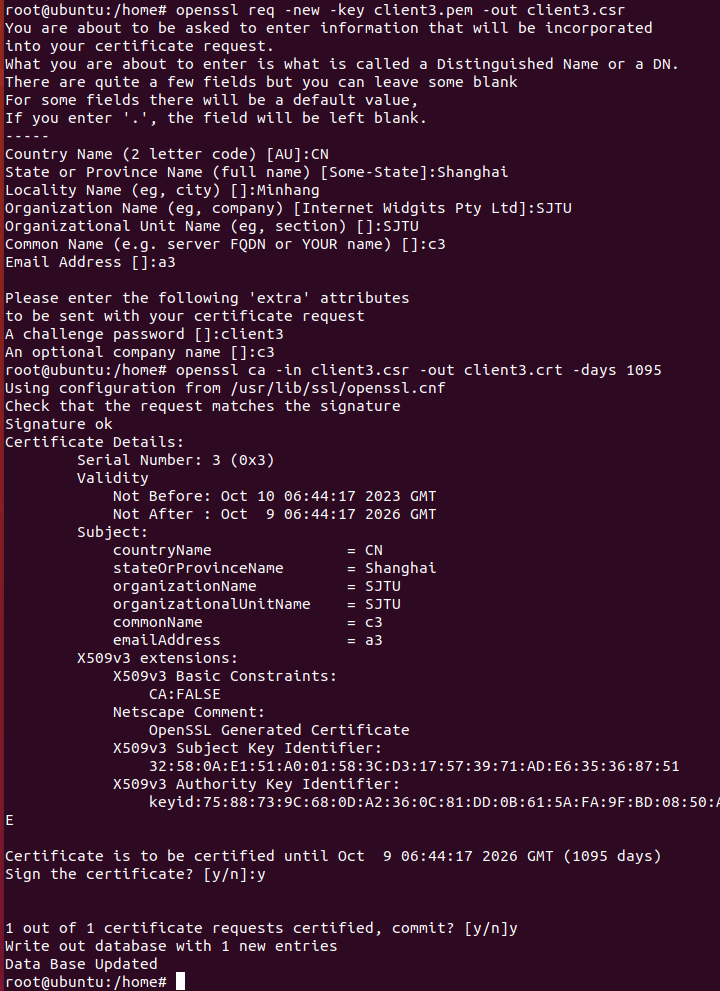 root@ubuntu:/home# openssl req -new -key client3.pem -out client3.csr
You are about to be asked to enter information that will be incorporated
into your certificate request.
What you are about to enter is what is called a Distinguished Name or a DN.
There are quite a few fields but you can leave some blank
For some fields there will be a default value,
If you enter '.', the field will be left blank.
-----
Country Name (2 letter code) [AU]:CN
State or Province Name (full name) [Some-State]:Shanghai
Locality Name (eg, city) []:Minhang
Organization Name (eg, company) [Internet Widgits Pty Ltd]:SJTU
Organizational Unit Name (eg, section) []:SJTU
Common Name (e.g. server FQDN or YOUR name) []:c3
Email Address []:a3

Please enter the following 'extra' attributes
to be sent with your certificate request
A challenge password []:client3
An optional company name []:c3
root@ubuntu:/home# openssl ca -in client3.csr -out client3.crt -days 1095
Using configuration from /usr/lib/ssl/openssl.cnf
Check that the request matches the signature
Signature ok
Certificate Details:
        Serial Number: 3 (0x3)
        Validity
            Not Before: Oct 10 06:44:17 2023 GMT
            Not After : Oct  9 06:44:17 2026 GMT
        Subject:
            countryName               = CN
            stateOrProvinceName       = Shanghai
            organizationName          = SJTU
            organizationalUnitName    = SJTU
            commonName                = c3
            emailAddress              = a3
        X509v3 extensions:
            X509v3 Basic Constraints:
                CA:FALSE
            Netscape Comment:
                OpenSSL Generated Certificate
            X509v3 Subject Key Identifier:
                32:58:0A:E1:51:A0:01:58:3C:D3:17:57:39:71:AD:E6:35:36:87:51
            X509v3 Authority Key Identifier:
                keyid:75:88:73:9C:68:0D:A2:36:0C:81:DD:0B:61:5A:FA:9F:BD:08:50:A
E

Certificate is to be certified until Oct  9 06:44:17 2026 GMT (1095 days)
Sign the certificate? [y/n]:y


1 out of 1 certificate requests certified, commit? [y/n]y
Write out database with 1 new entries
Data Base Updated
root@ubuntu:/home#